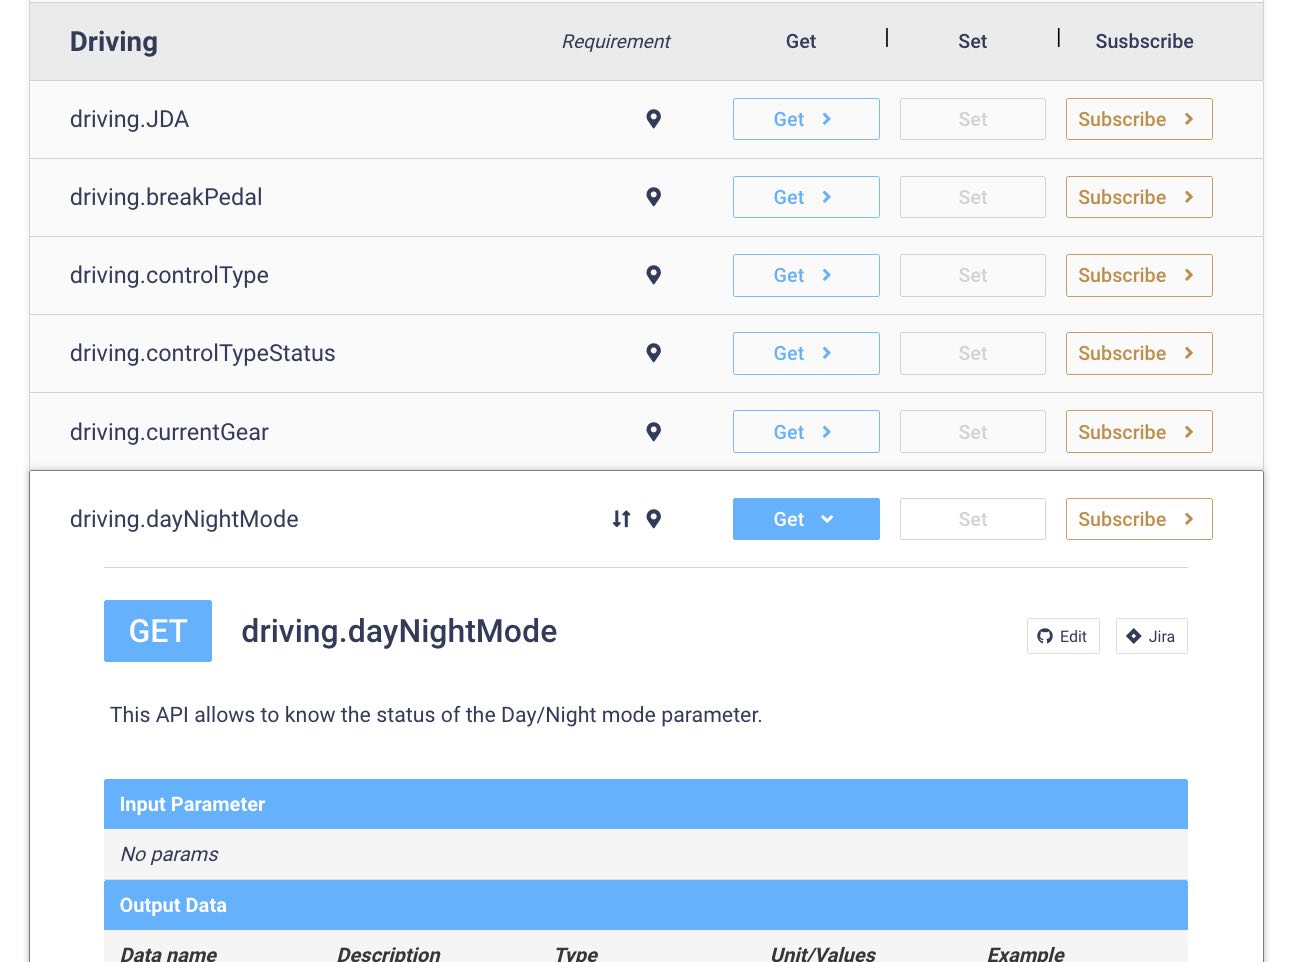 Driving Requirement Get | Set | Susbscribe
driving.JDA Get Set Subscribe
driving.breakPedal Get Set Subscribe
driving.controlType Get Set Subscribe
driving.controlTypeStatus Get Set Subscribe
driving.currentGear Get Set Subscribe
driving.dayNightMode Get Set Subscribe
GET driving.dayNightMode Edit Jira
This API allows to know the status of the Day/Night mode parameter.
Input Parameter
No params
Output Data
Data name Description Type Unit/Values Example